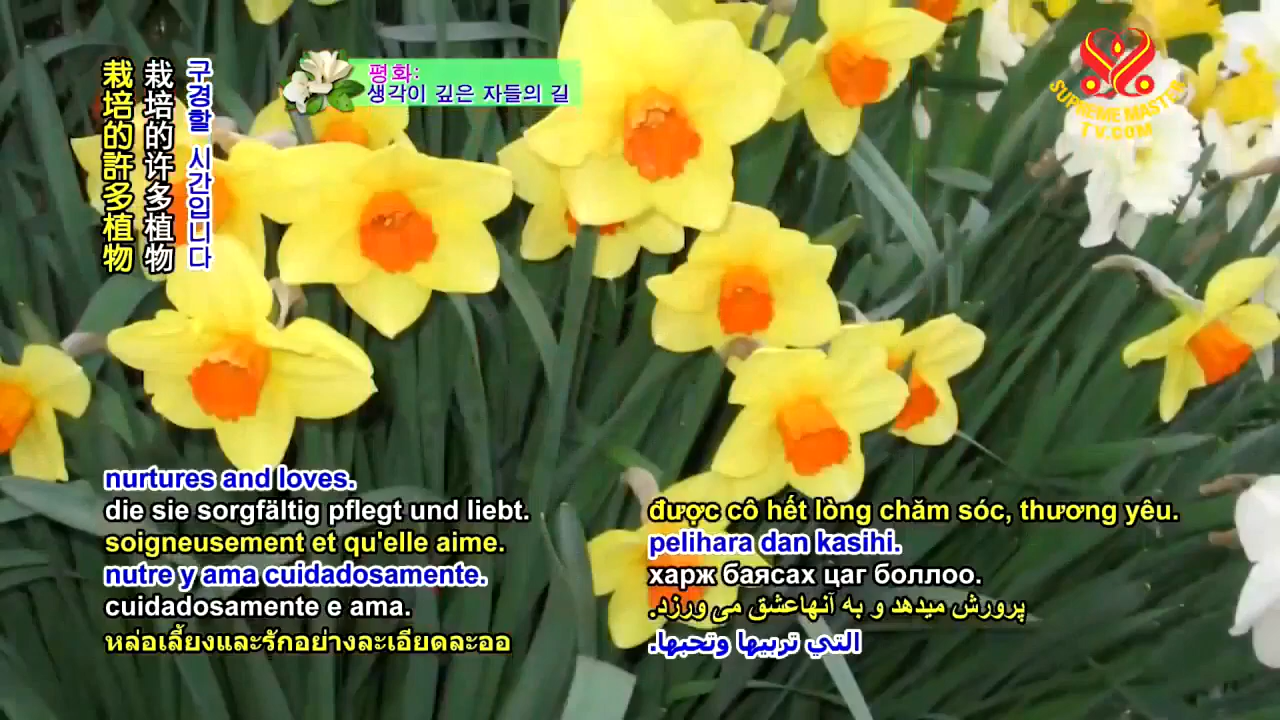 栽培的許多植物
栽培的许多植物
구경할 시간입니다
평화:
생각이 깊은 자들의 길
SUPREME MASTER
TV.COM
nurtures and loves.
die sie sorgfältig pflegt und liebt.
soigneusement et qu'elle aime.
nutre y ama cuidadosamente.
cuidadosamente e ama.
หล่อเลี้ยงและรักอย่างละเอียดละออ
được cô hết lòng chăm sóc, thương yêu.
pelihara dan kasihi.
харж баясах цаг боллоо.
پرورش میدهد و به آنهاعشق می ورزد.
التي تربيها وتحبها.